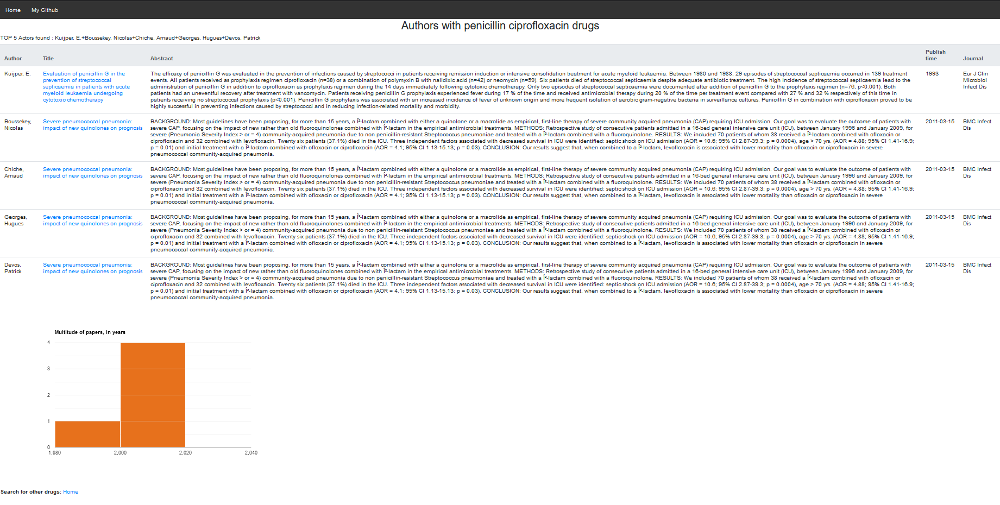 Home My Github
Authors with penicillin ciprofloxacin drugs
TOP 5 Actors found : Kuijper, E.+Boussekey, Nicolas+Chiche, Arnaud+Georges, Hugues+Devos, Patrick
Author Title Abstract Publish time Journal
Kuijper, E.
Evaluation of penicillin G in the
prevention of streptococcal
septicaemia in patients with acute
myeloid leukaemia undergoing
cytotoxic chemotherapy
The efficacy of penicillin G was evaluated in the prevention of infections caused by streptococci in patients receiving remission induction or intensive consolidation treatment for acute myeloid leukaemia. Between 1980 and 1988, 29 episodes of streptococcal septicaemia occurred in 139 treatment
events. All patients received as prophylaxis regimen ciprofloxacin (n=38) or a combination of polymyxin B with nalidixic acid (n=42) or neomycin (n=59). Six patients died of streptococcal septicaemia despite adequate antibiotic treatment. The high incidence of streptococcal septicaemia lead to the
administration of penicillin G in addition to ciprofloxacin as prophylaxis regimen during the 14 days immediately following cytotoxic chemotherapy. Only two episodes of streptococcal septicaemia were documented after addition of penicillin G to the prophylaxis regimen (n=76, p<0.001). Both
patients had an uneventful recovery after treatment with vancomycin. Patients receiving penicillin G prophylaxis experienced fever during 17 % of the time and received antimicrobial therapy during 20 % of the time per treatment event compared with 27 % and 32 % respectively of this time in
patients receiving no streptococcal prophylaxis (p<0.001). Penicillin G prophylaxis was associated with an increased incidence of fever of unknown origin and more frequent isolation of aerobic gram-negative bacteria in surveillance cultures. Penicillin G in combination with ciprofloxacin proved to be
highly successful in preventing infections caused by streptococci and in reducing infection-related mortality and morbidity.
1993
Eur J Clin
Microbiol
Infect Dis
Boussekey,
Nicolas
Severe pneumococcal pneumonia:
impact of new quinolones on prognosis
BACKGROUND: Most guidelines have been proposing, for more than 15 years, a Î²-lactam combined with either a quinolone or a macrolide as empirical, first-line therapy of severe community acquired pneumonia (CAP) requiring ICU admission. Our goal was to evaluate the outcome of patients with
severe CAP, focusing on the impact of new rather than old fluoroquinolones combined with Î²-lactam in the empirical antimicrobial treatments. METHODS: Retrospective study of consecutive patients admitted in a 16-bed general intensive care unit (ICU), between January 1996 and January 2009, for
severe (Pneumonia Severity Index > or = 4) community-acquired pneumonia due to non penicillin-resistant Streptococcus pneumoniae and treated with a Î²-lactam combined with a fluoroquinolone. RESULTS: We included 70 patients of whom 38 received a Î²-lactam combined with ofloxacin or
ciprofloxacin and 32 combined with levofloxacin. Twenty six patients (37.1%) died in the ICU. Three independent factors associated with decreased survival in ICU were identified: septic shock on ICU admission (AOR = 10.6; 95% CI 2.87-39.3; p = 0.0004), age > 70 yrs. (AOR = 4.88; 95% CI 1.41-16.9;
p = 0.01) and initial treatment with a Î²-lactam combined with ofloxacin or ciprofloxacin (AOR = 4.1; 95% CI 1.13-15.13; p = 0.03). CONCLUSION: Our results suggest that, when combined to a Î²-lactam, levofloxacin is associated with lower mortality than ofloxacin or ciprofloxacin in severe
pneumococcal community-acquired pneumonia.
2011-03-15
BMC Infect
Dis
Chiche,
Arnaud
Severe pneumococcal pneumonia:
impact of new quinolones on prognosis
BACKGROUND: Most guidelines have been proposing, for more than 15 years, a Î²-lactam combined with either a quinolone or a macrolide as empirical, first-line therapy of severe community acquired pneumonia (CAP) requiring ICU admission. Our goal was to evaluate the outcome of patients with
severe CAP, focusing on the impact of new rather than old fluoroquinolones combined with Î²-lactam in the empirical antimicrobial treatments. METHODS: Retrospective study of consecutive patients admitted in a 16-bed general intensive care unit (ICU), between January 1996 and January 2009, for
severe (Pneumonia Severity Index > or = 4) community-acquired pneumonia due to non penicillin-resistant Streptococcus pneumoniae and treated with a Î²-lactam combined with a fluoroquinolone. RESULTS: We included 70 patients of whom 38 received a Î²-lactam combined with ofloxacin or
ciprofloxacin and 32 combined with levofloxacin. Twenty six patients (37.1%) died in the ICU. Three independent factors associated with decreased survival in ICU were identified: septic shock on ICU admission (AOR = 10.6; 95% CI 2.87-39.3; p = 0.0004), age > 70 yrs. (AOR = 4.88; 95% CI 1.41-16.9;
p = 0.01) and initial treatment with a Î²-lactam combined with ofloxacin or ciprofloxacin (AOR = 4.1; 95% CI 1.13-15.13; p = 0.03). CONCLUSION: Our results suggest that, when combined to a Î²-lactam, levofloxacin is associated with lower mortality than ofloxacin or ciprofloxacin in severe
pneumococcal community-acquired pneumonia.
2011-03-15
BMC Infect
Dis
Georges,
Hugues
Severe pneumococcal pneumonia:
impact of new quinolones on prognosis
BACKGROUND: Most guidelines have been proposing, for more than 15 years, a Î²-lactam combined with either a quinolone or a macrolide as empirical, first-line therapy of severe community acquired pneumonia (CAP) requiring ICU admission. Our goal was to evaluate the outcome of patients with
severe CAP, focusing on the impact of new rather than old fluoroquinolones combined with Î²-lactam in the empirical antimicrobial treatments. METHODS: Retrospective study of consecutive patients admitted in a 16-bed general intensive care unit (ICU), between January 1996 and January 2009, for
severe (Pneumonia Severity Index > or = 4) community-acquired pneumonia due to non penicillin-resistant Streptococcus pneumoniae and treated with a Î²-lactam combined with a fluoroquinolone. RESULTS: We included 70 patients of whom 38 received a Î²-lactam combined with ofloxacin or
ciprofloxacin and 32 combined with levofloxacin. Twenty six patients (37.1%) died in the ICU. Three independent factors associated with decreased survival in ICU were identified: septic shock on ICU admission (AOR = 10.6; 95% CI 2.87-39.3; p = 0.0004), age > 70 yrs. (AOR = 4.88; 95% CI 1.41-16.9;
p = 0.01) and initial treatment with a Î²-lactam combined with ofloxacin or ciprofloxacin (AOR = 4.1; 95% CI 1.13-15.13; p = 0.03). CONCLUSION: Our results suggest that, when combined to a Î²-lactam, levofloxacin is associated with lower mortality than ofloxacin or ciprofloxacin in severe
pneumococcal community-acquired pneumonia.
2011-03-15
BMC Infect
Dis
Devos,
Patrick
Severe pneumococcal pneumonia:
impact of new quinolones on prognosis
BACKGROUND: Most guidelines have been proposing, for more than 15 years, a Î²-lactam combined with either a quinolone or a macrolide as empirical, first-line therapy of severe community acquired pneumonia (CAP) requiring ICU admission. Our goal was to evaluate the outcome of patients with
severe CAP, focusing on the impact of new rather than old fluoroquinolones combined with Î²-lactam in the empirical antimicrobial treatments. METHODS: Retrospective study of consecutive patients admitted in a 16-bed general intensive care unit (ICU), between January 1996 and January 2009, for
severe (Pneumonia Severity Index > or = 4) community-acquired pneumonia due to non penicillin-resistant Streptococcus pneumoniae and treated with a Î²-lactam combined with a fluoroquinolone. RESULTS: We included 70 patients of whom 38 received a Î²-lactam combined with ofloxacin or
ciprofloxacin and 32 combined with levofloxacin. Twenty six patients (37.1%) died in the ICU. Three independent factors associated with decreased survival in ICU were identified: septic shock on ICU admission (AOR = 10.6; 95% CI 2.87-39.3; p = 0.0004), age > 70 yrs. (AOR = 4.88; 95% CI 1.41-16.9;
p = 0.01) and initial treatment with a Î²-lactam combined with ofloxacin or ciprofloxacin (AOR = 4.1; 95% CI 1.13-15.13; p = 0.03). CONCLUSION: Our results suggest that, when combined to a Î²-lactam, levofloxacin is associated with lower mortality than ofloxacin or ciprofloxacin in severe
pneumococcal community-acquired pneumonia.
2011-03-15
BMC Infect
Dis
Multitude of papers, in years
4
3
2
1
0
1,980 2,000 2,020 2,040
Search for other drugs: Home